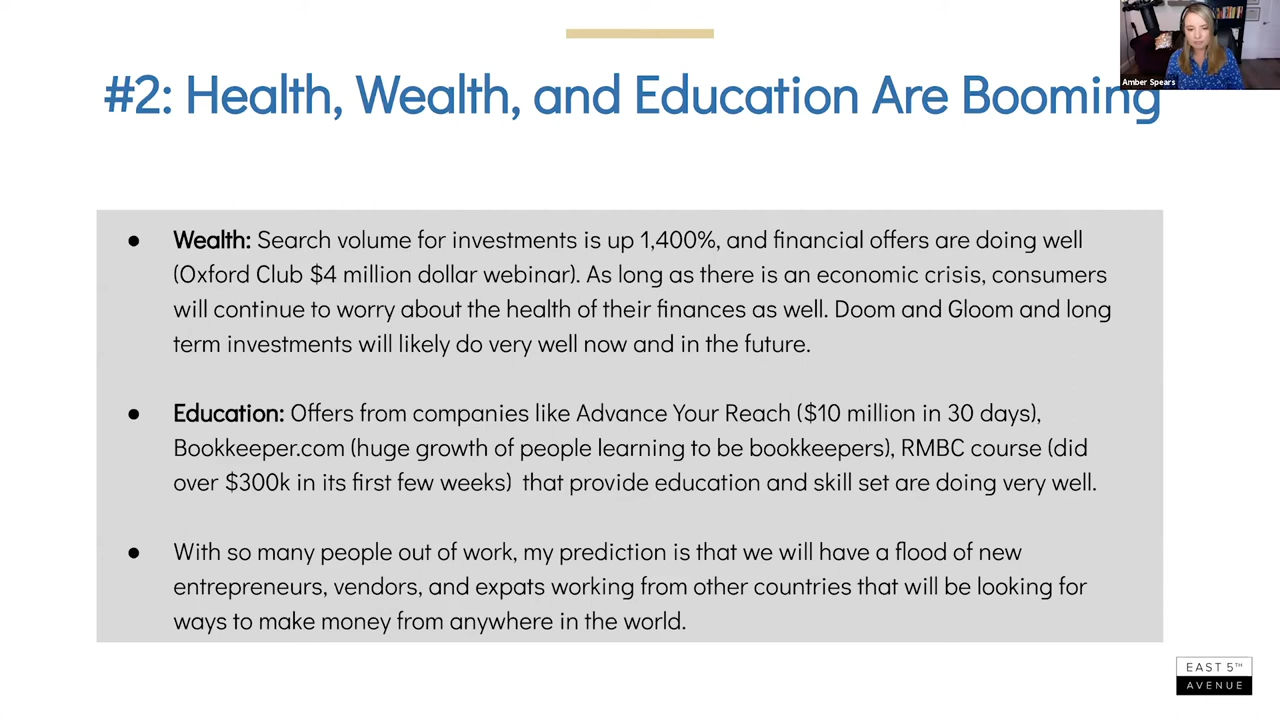 Amber Spears
#2: Health, Wealth, and Education Are Booming
● Wealth: Search volume for investments is up 1,400%, and financial offers are doing well
(Oxford Club $4 million dollar webinar). As long as there is an economic crisis, consumers
will continue to worry about the health of their finances as well. Doom and Gloom and long
term investments will likely do very well now and in the future.
● Education: Offers from companies like Advance Your Reach ($10 million in 30 days),
Bookkeeper.com (huge growth of people learning to be bookkeepers), RMBC course (did
over $300k in its first few weeks)  that provide education and skill set are doing very well.
● With so many people out of work, my prediction is that we will have a flood of new
entrepreneurs, vendors, and expats working from other countries that will be looking for
ways to make money from anywhere in the world.
EAST 5TH
AVENUE